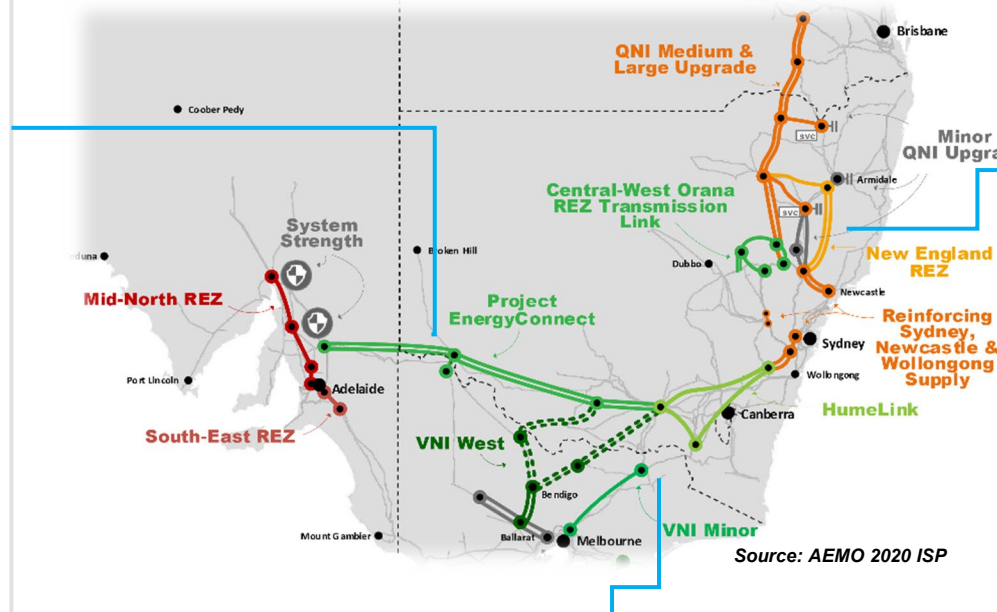 Brisbane
QNI Medium &
Large Upgrade
Coober Pedy
svc
Minor
QNI Upgra
Armidale
Central-West Orana
REZ Transmission
Link
svc
System
Strength
Broken Hill
eduna
Dubbo
New England
REZ
Mid-North REZ
Project
EnergyConnect
Newcastle
Reinforcing
Sydney,
Newcastle &
Wollongong
Supply
Sydney
Port Lincoln
Adelaide
Wollongong
Canberra
HumeLink
South-East REZ
VNI West
Bendigo
Mount Gambier
Ballarat
Melbourne
VNI Minor
Source: AEMO 2020 ISP